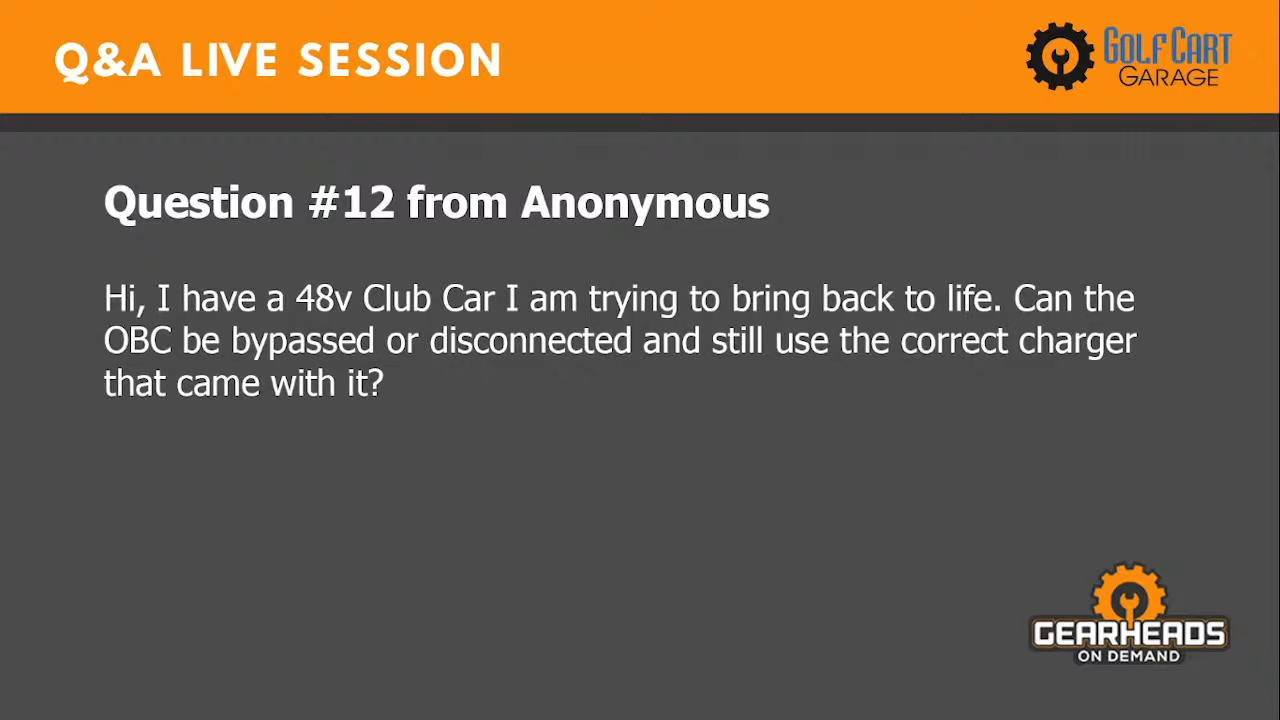 Q&A LIVE SESSION
GOLF CART
GARAGE
Question #12 from Anonymous
Hi, I have a 48v Club Car I am trying to bring back to life. Can the
OBC be bypassed or disconnected and still use the correct charger
that came with it?
GEARHEADS
ON DEMAND